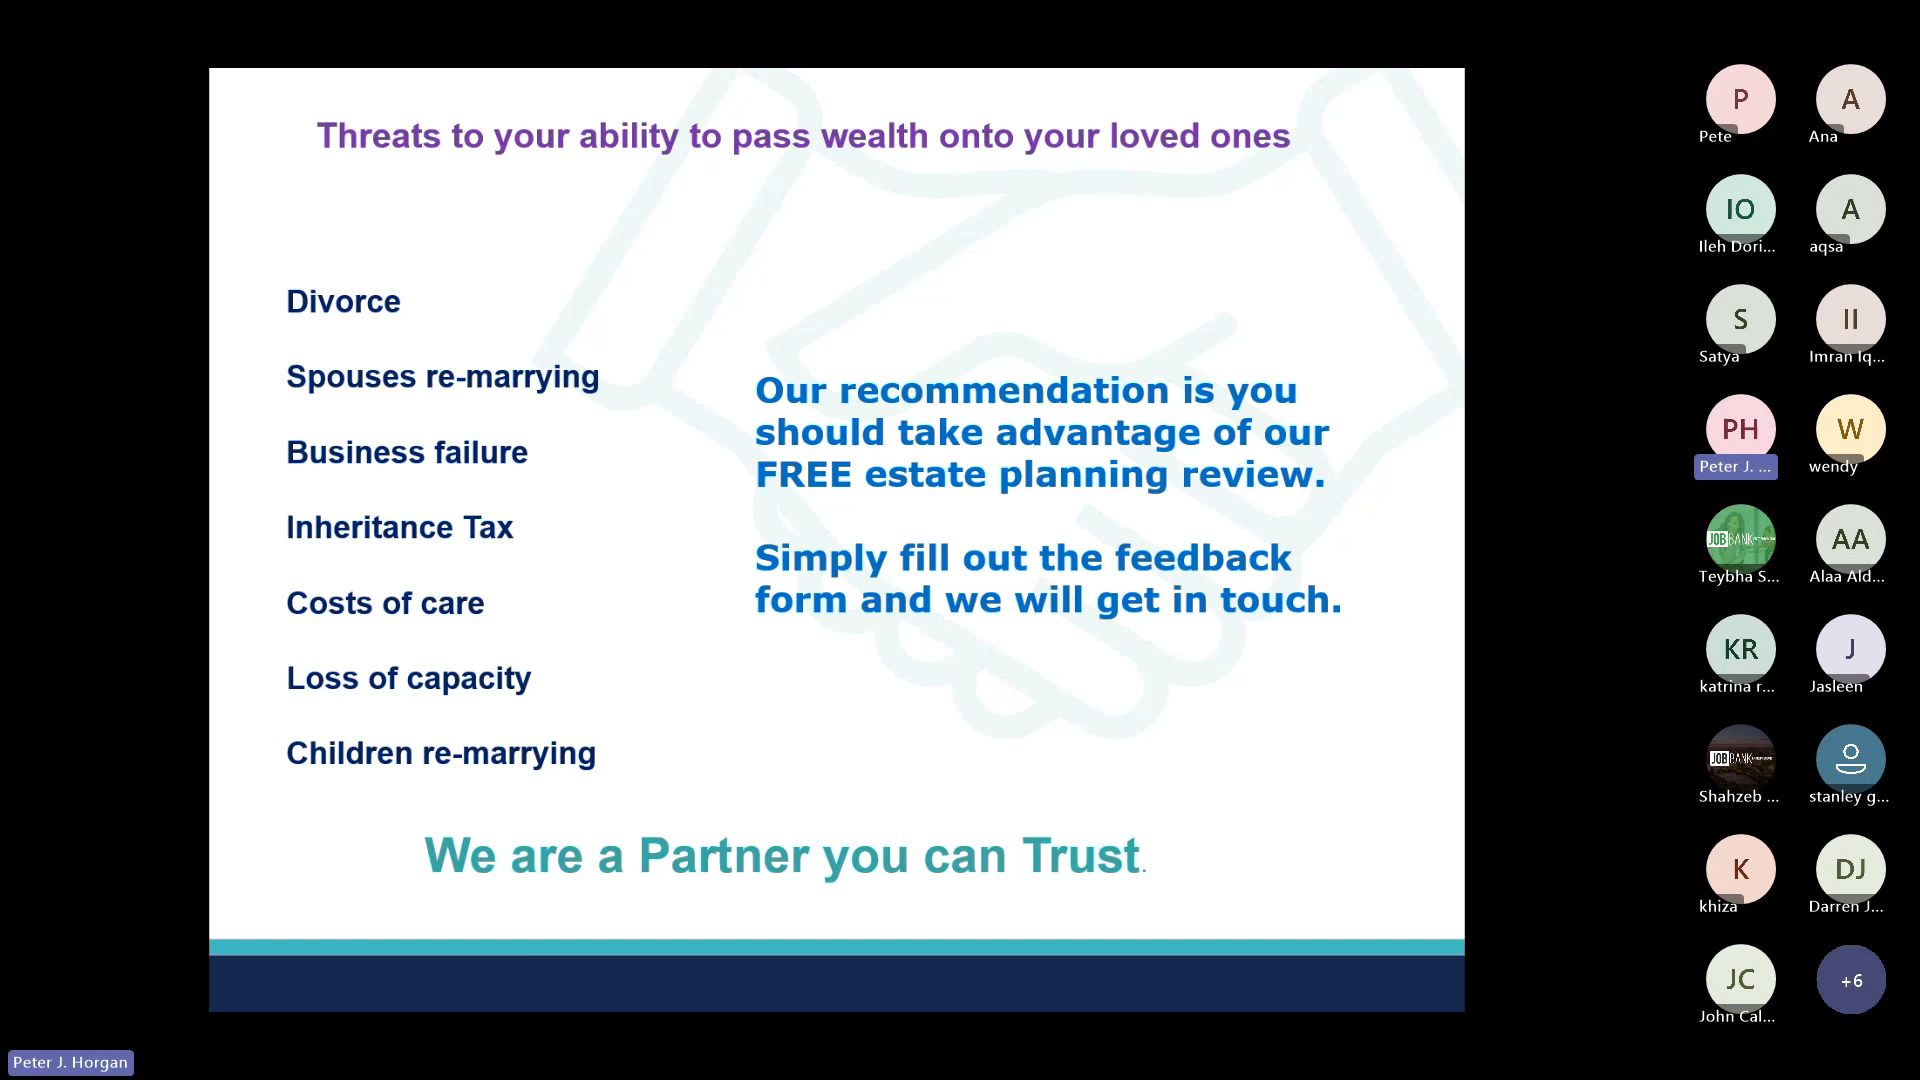 Threats to your ability to pass wealth onto your loved ones
Divorce
Spouses re-marrying
Business failure
Inheritance Tax
Costs of care
Loss of capacity
Children re-marrying
Our recommendation is you
should take advantage of our
FREE estate planning review.
Simply fill out the feedback
form and we will get in touch.
We are a Partner you can Trust.
P
Pete
A
Ana
IO
Ileh Dori...
A
aqsa
S
Satya
II
Imran Iq...
PH
Peter J. ...
W
wendy
JOBBANK
Teybha S...
AA
Alaa Ald...
KR
katrina r...
J
Jasleen
JOBBANK
Shahzeb ...
stanley g...
K
khiza
DJ
Darren J...
JC
John Cal...
+6
Peter J. Horgan